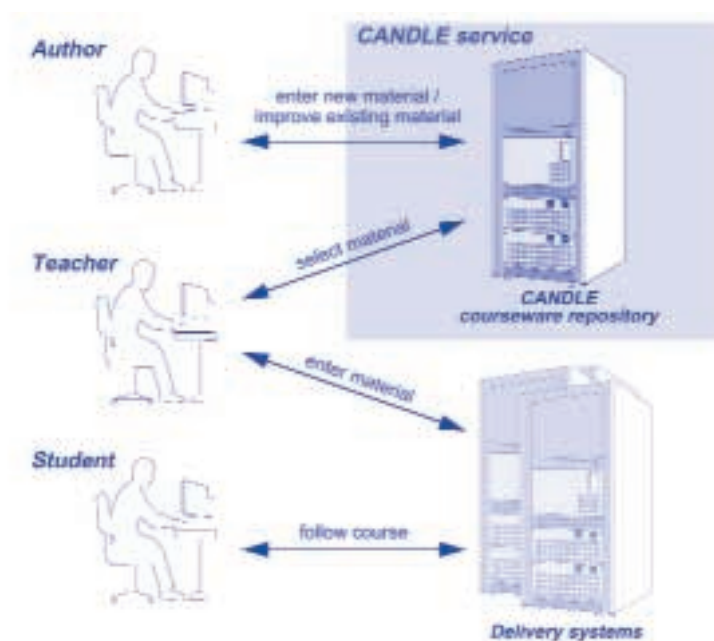 Author
CANDLE service
enter new material /
improve existing material
Teacher
select material
CANDLE
courseware repository
enter material
Student
follow course
Delivery systems